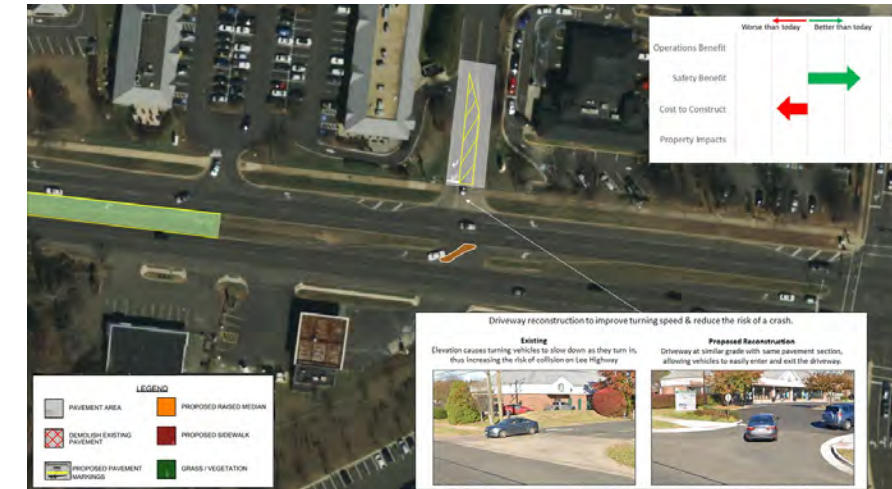 Worse than today
Better than today
Operations Benefit
Safety Benefit
Cost to Construct
Property Impacts
Driveway reconstruction to improve turning speed & reduce the risk of a crash.
Existing
Elevation causes turning vehicles to slow down as they turn in,
thus increasing the risk of collision on Lee Highway
Proposed Reconstruction
Driveway at similar grade with same pavement section,
allowing vehicles to easily enter and exit the driveway.
LEGEND
PAVEMENT AREA
PROPOSED RAISED MEDIAN
DEMOLISH EXISTING
PAVEMENT
PROPOSED SIDEWALK
PROPOSED PAVEMENT
MARKINGS
GRASS / VEGETATION